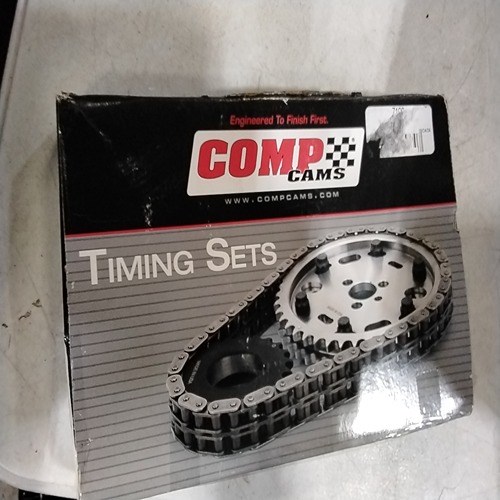 Engineered To Finish First.
COMP
CAMS
WWW.COMPCAMS.COM
TIMING SETS